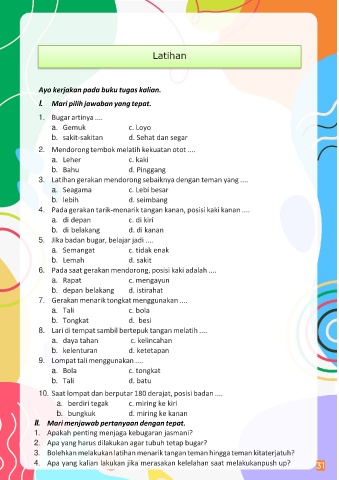 Latihan
Ayo kerjakan pada buku tugas kalian.
I. Mari pilih jawaban yang tepat.
1. Bugar artinya ....
a. Gemuk c. Loyo
b. sakit-sakitan d. Sehat dan segar
2. Mendorong tembok melatih kekuatan otot ....
a. Leher c. kaki
b. Bahu d. Pinggang
3. Latihan gerakan mendorong sebaiknya dengan teman yang ....
a. Seagama c. Lebi besar
b. lebih d. seimbang
4. Pada gerakan tarik-menarik tangan kanan, posisi kaki kanan ....
a. di depan c. di kiri
b. di belakang d. di kanan
5. Jika badan bugar, belajar jadi ....
a. Semangat c. tidak enak
b. Lemah d. sakit
6. Pada saat gerakan mendorong, posisi kaki adalah ....
a. Rapat c. mengayun
b. depan belakang d. istirahat
7. Gerakan menarik tongkat menggunakan ....
a. Tali c. bola
b. Tongkat d. besi
8. Lari di tempat sambil bertepuk tangan melatih ....
a. daya tahan c. kelincahan
b. kelenturan d. ketetapan
9. Lompat tali menggunakan ....
a. Bola c. tongkat
b. Tali d. batu
10. Saat lompat dan berputar 180 derajat, posisi badan ....
a. berdiri tegak c. miring ke kiri
b. bungkuk d. miring ke kanan
II. Mari menjawab pertanyaan dengan tepat.
1. Apakah penting menjaga kebugaran jasmani?
2. Apa yang harus dilakukan agar tubuh tetap bugar?
3. Bolehkan melakukan latihan menarik tangan teman hingga teman kitaterjatuh?
4. Apa yang kalian lakukan jika merasakan kelelahan saat melakukanpush up?
31